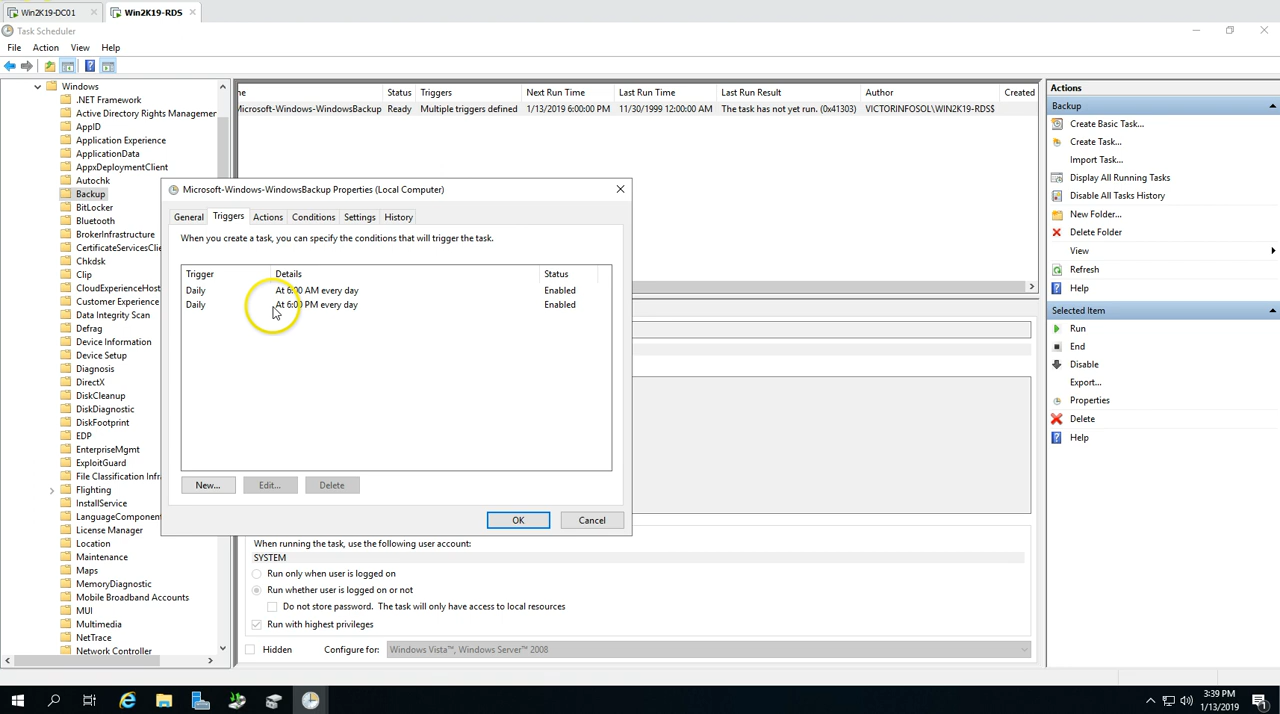 Win2K19-DC01
Win2K19-RDS
Task Scheduler
File Action View Help
Windows
.NET Framework
Active Directory Rights Managemer
AppID
Application Experience
ApplicationData
AppxDeploymentClient
Autochk
Backup
BitLocker
Bluetooth
BrokerInfrastructure
CertificateServicesClie
Chkdsk
Clip
CloudExperienceHost
Customer Experience
Data Integrity Scan
Defrag
Device Information
Device Setup
Diagnosis
DirectX
DiskCleanup
DiskDiagnostic
DiskFootprint
EDP
EnterpriseMgmt
ExploitGuard
File Classification Infra
Flighting
InstallService
LanguageComponent
License Manager
Location
Maintenance
Maps
MemoryDiagnostic
Mobile Broadband Accounts
MUI
Multimedia
NetTrace
Network Controller
me Status Triggers Next Run Time Last Run Time Last Run Result Author Created
Microsoft-Windows-WindowsBackup Ready Multiple triggers defined 1/13/2019 6:00:00 PM 11/30/1999 12:00:00 AM The task has not yet run. (0x41303) VICTORINFOSOL\WIN2K19-RDS$
Microsoft-Windows-WindowsBackup Properties (Local Computer)
General Triggers Actions Conditions Settings History
When you create a task, you can specify the conditions that will trigger the task.
Trigger Details Status
Daily At 6:00 AM every day Enabled
Daily At 6:00 PM every day Enabled
New... Edit... Delete
OK Cancel
When running the task, use the following user account:
SYSTEM
Run only when user is logged on
Run whether user is logged on or not
Do not store password. The task will only have access to local resources
Run with highest privileges
Hidden Configure for: Windows Vista™, Windows Server™ 2008
Actions
Backup
Create Basic Task...
Create Task...
Import Task...
Display All Running Tasks
Disable All Tasks History
New Folder...
Delete Folder
View
Refresh
Help
Selected Item
Run
End
Disable
Export...
Properties
Delete
Help
3:39 PM
1/13/2019
1